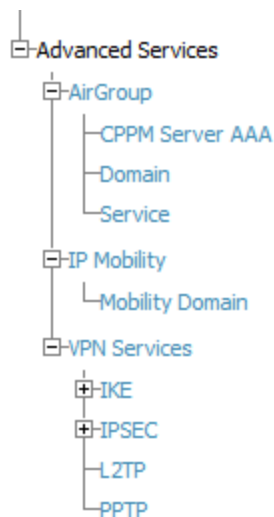 Advanced Services
AirGroup
CPPM Server AAA
Domain
Service
IP Mobility
Mobility Domain
VPN Services
IKE
IPSEC
L2TP
PPTP